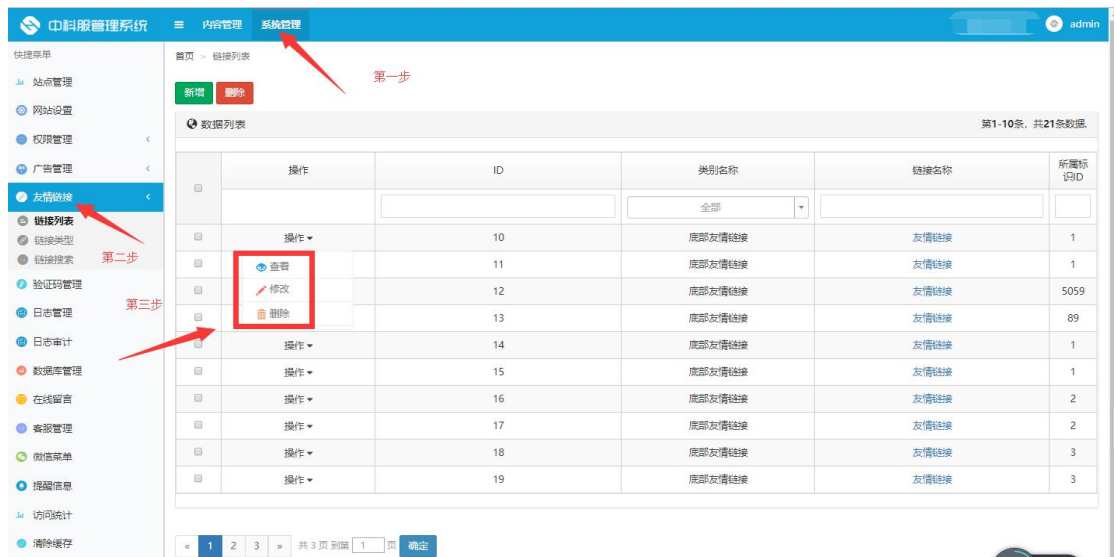 中科服管理系统 内容管理 系统管理 admin
快捷菜单
站点管理
网站设置
权限管理
广告管理
友情链接
链接列表
链接类型
链接搜索
验证码管理
日志管理
日志审计
数据库管理
在线留言
客服管理
微信菜单
提醒信息
访问统计
清除缓存
第一步
第二步
第三步
首页 > 链接列表
新增 删除
数据列表 第1-10条, 共21条数据.
操作 ID 类别名称 链接名称 所属标识ID
全部
操作 10 底部友情链接 友情链接 1
11 底部友情链接 友情链接 1
12 底部友情链接 友情链接 5059
13 底部友情链接 友情链接 89
查看
修改
删除
操作 14 底部友情链接 友情链接 1
操作 15 底部友情链接 友情链接 1
操作 16 底部友情链接 友情链接 2
操作 17 底部友情链接 友情链接 2
操作 18 底部友情链接 友情链接 3
操作 19 底部友情链接 友情链接 3
« 1 2 3 » 共3页 到第 1 页 确定